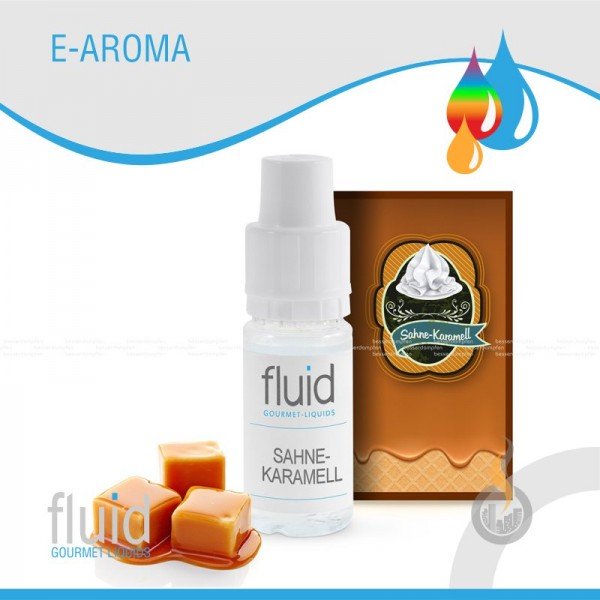 E-AROMA
Sahne-Karamell
fluid
GOURMET-LIQUIDS
SAHNE-
KARAMELL
fluid
GOURMET LIQUIDS